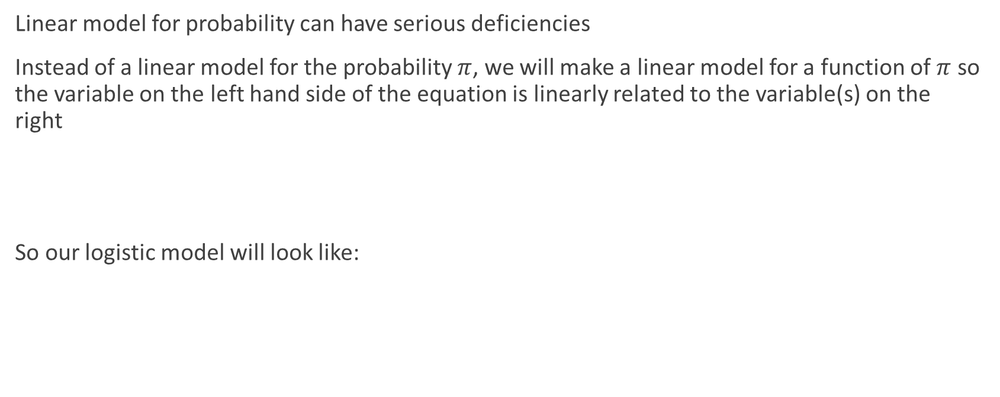 Linear model for probability can have serious deficiencies
Instead of a linear model for the probability 𝜋, we will make a linear model for a function of 𝜋 so
the variable on the left hand side of the equation is linearly related to the variable(s) on the
right
So our logistic model will look like: